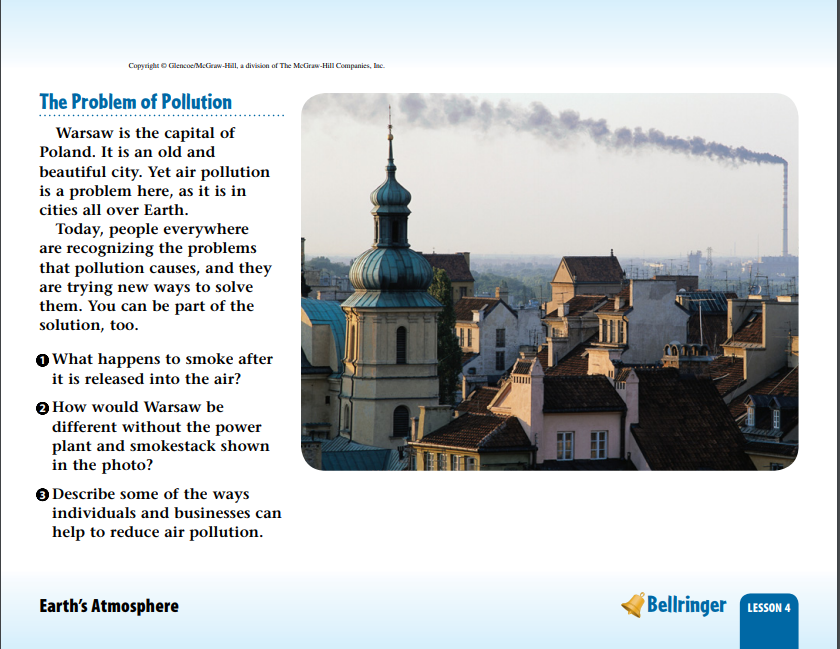 Copyright © Glencoe/McGraw-Hill, a division of The McGraw-Hill Companies, Inc.
The Problem of Pollution
Warsaw is the capital of
Poland. It is an old and
beautiful city. Yet air pollution
is a problem here, as it is in
cities all over Earth.
Today, people everywhere
are recognizing the problems
that pollution causes, and they
are trying new ways to solve
them. You can be part of the
solution, too.
1 What happens to smoke after
it is released into the air?
2 How would Warsaw be
different without the power
plant and smokestack shown
in the photo?
3 Describe some of the ways
individuals and businesses can
help to reduce air pollution.
Earth's Atmosphere
Bellringer
LESSON 4